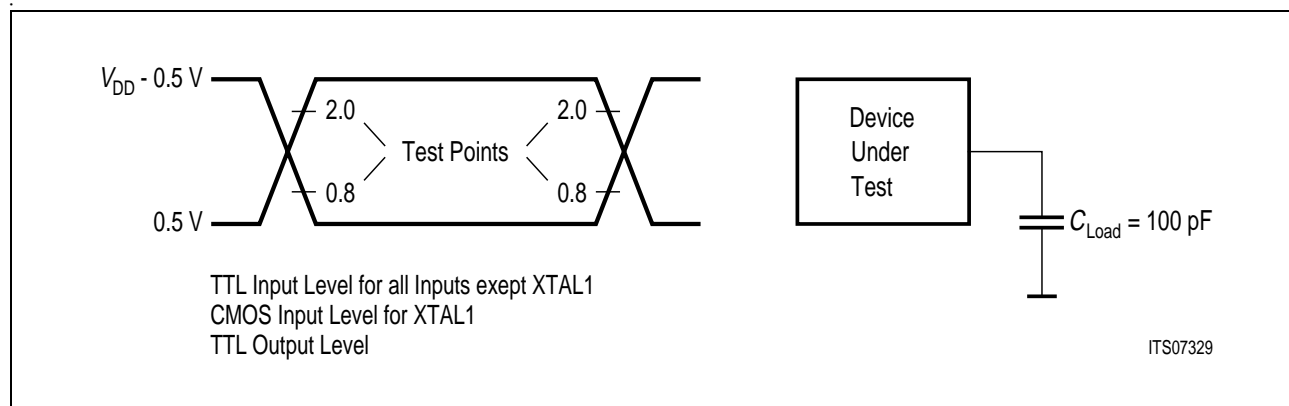 :
V_DD - 0.5 V
2.0
2.0
Test Points
0.8
0.8
0.5 V
TTL Input Level for all Inputs exept XTAL1
CMOS Input Level for XTAL1
TTL Output Level
Device
Under
Test
C_Load = 100 pF
ITS07329